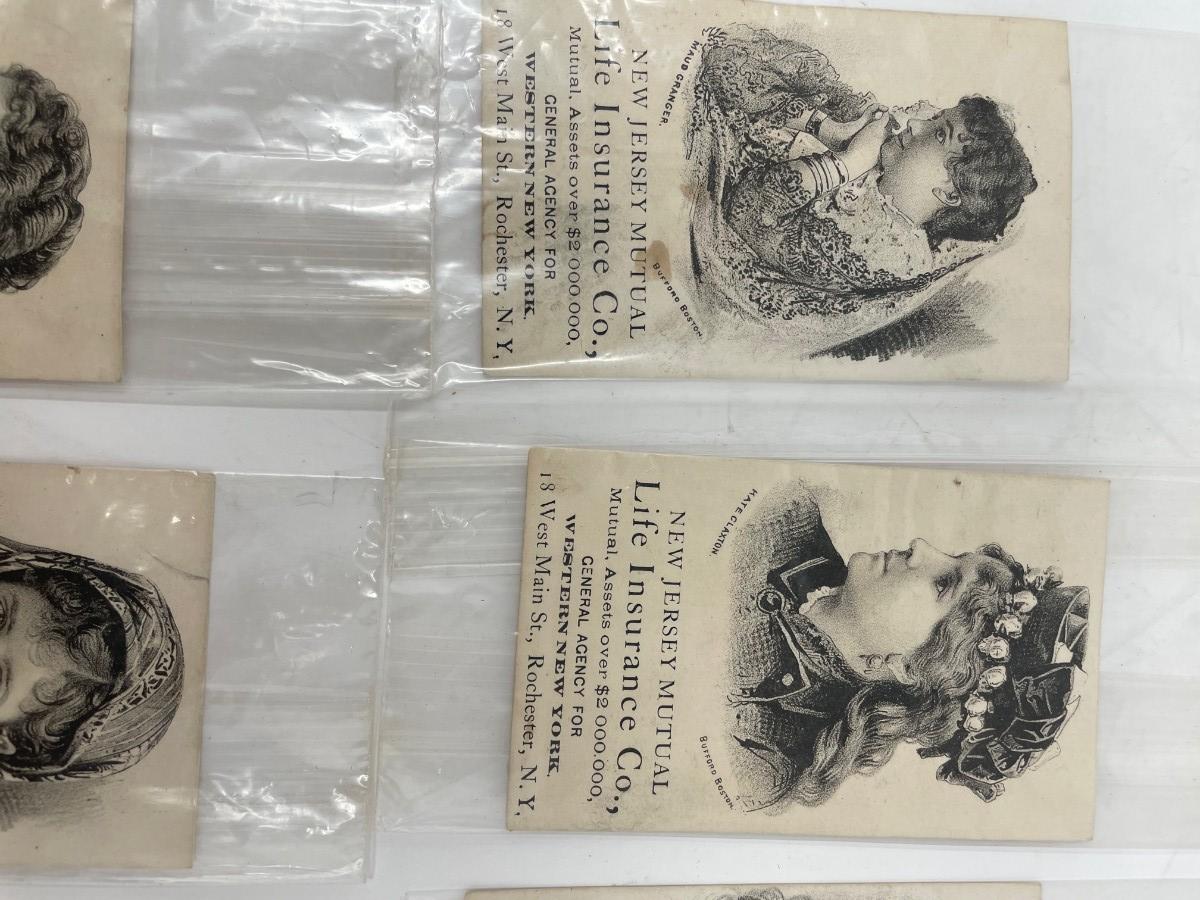 MAUD GRANGER.
BUFFORD BOSTON.
NEW JERSEY MUTUAL
Life Insurance Co.,
Mutual, Assets over $2 000.000,
GENERAL AGENCY FOR
WESTERN NEW YORK.
18 West Main St., Rochester, N. Y,
KATE CLAXTON.
BUFFORD BOSTON.
NEW JERSEY MUTUAL
Life Insurance Co.,
Mutual, Assets over $2 000.000,
GENERAL AGENCY FOR
WESTERN NEW YORK.
18 West Main St., Rochester, N. Y,